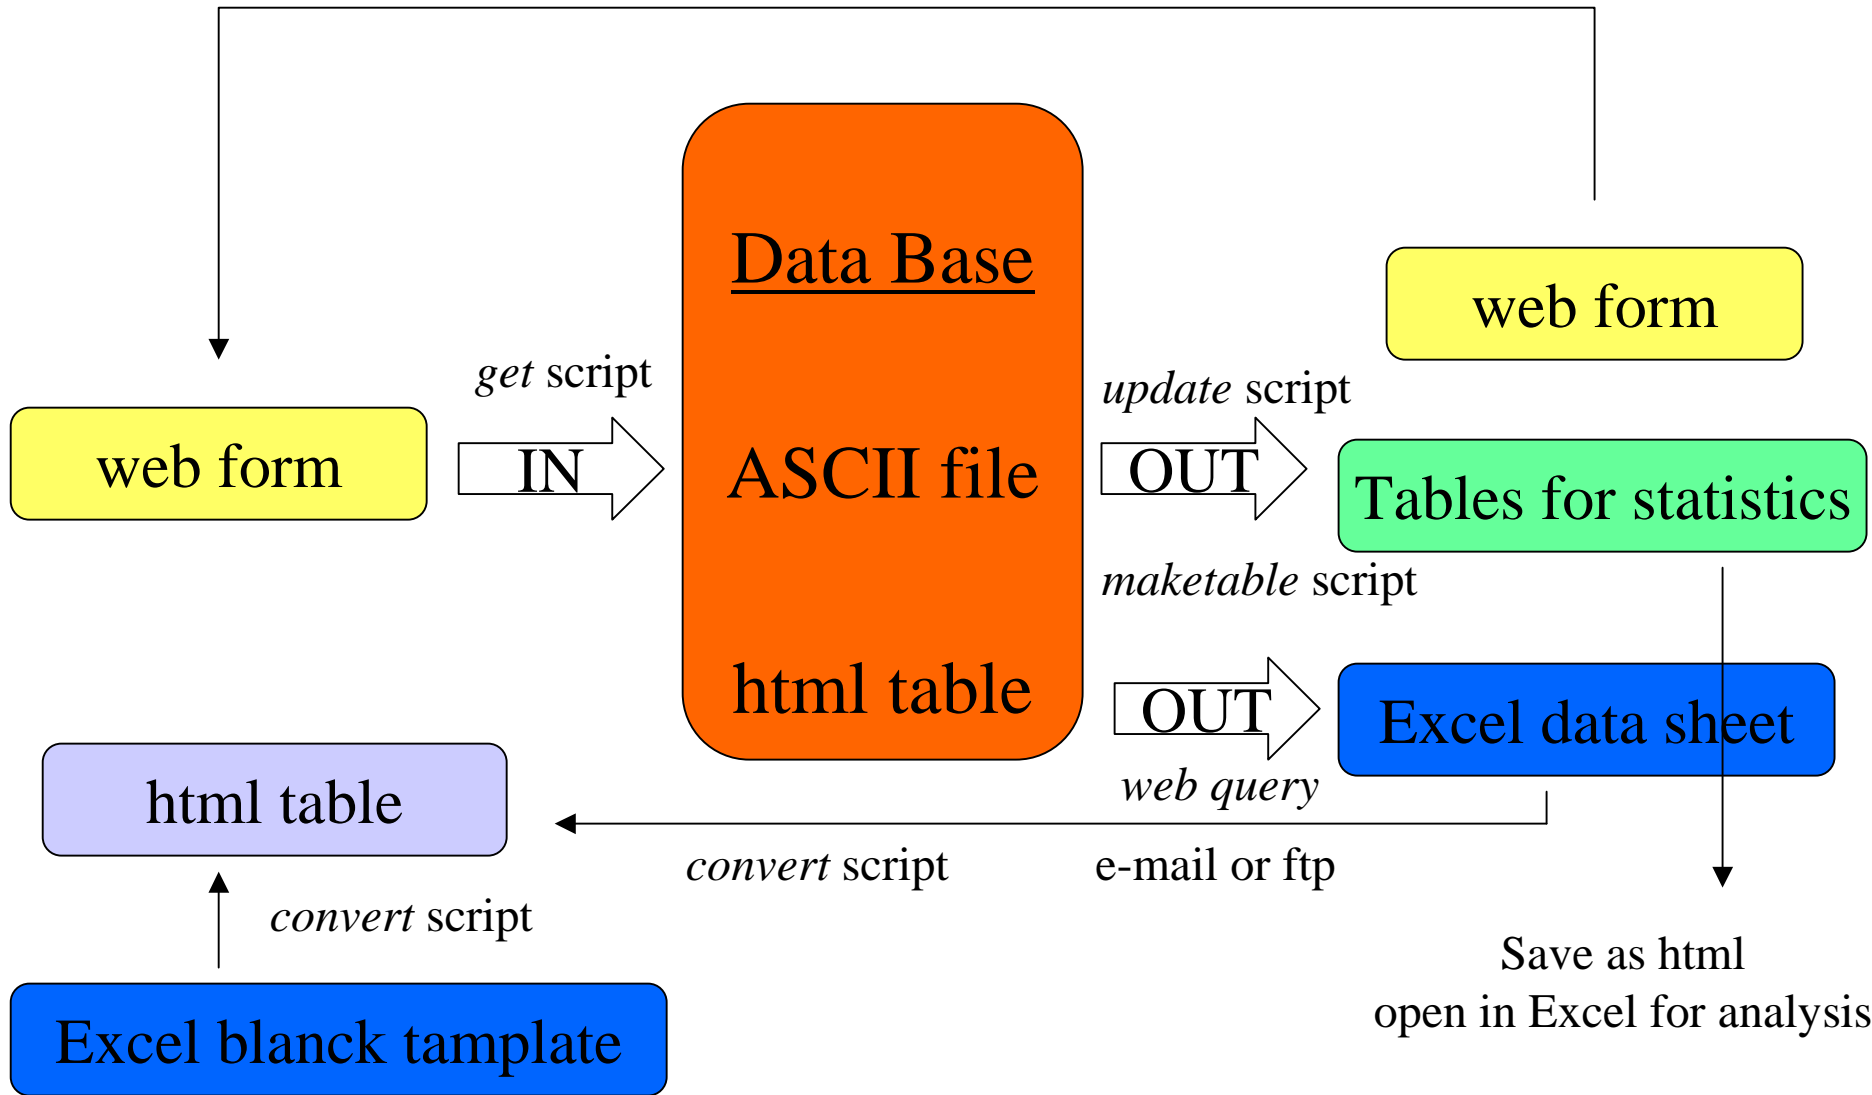 Data Base
web form
get script
update script
web form
IN
ASCII file
OUT
Tables for statistics
maketable script
html table
OUT
Excel data sheet
web query
html table
convert script
e-mail or ftp
convert script
Save as html
open in Excel for analysis
Excel blanck tamplate